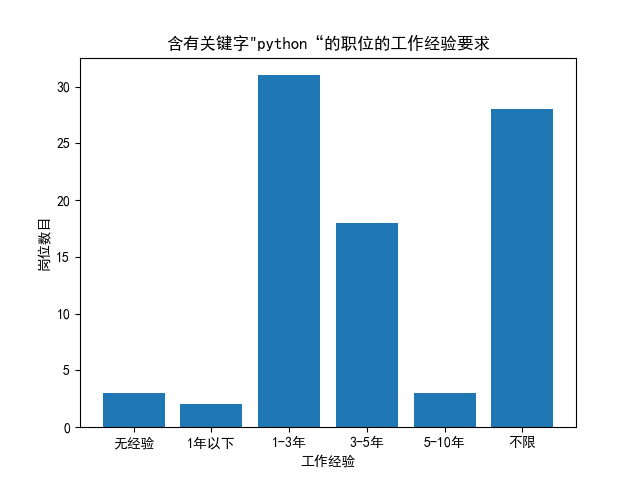 含有关键字"python“的职位的工作经验要求
岗位数目
30
25
20
15
10
5
0
无经验 1年以下 1-3年 3-5年 5-10年 不限
工作经验